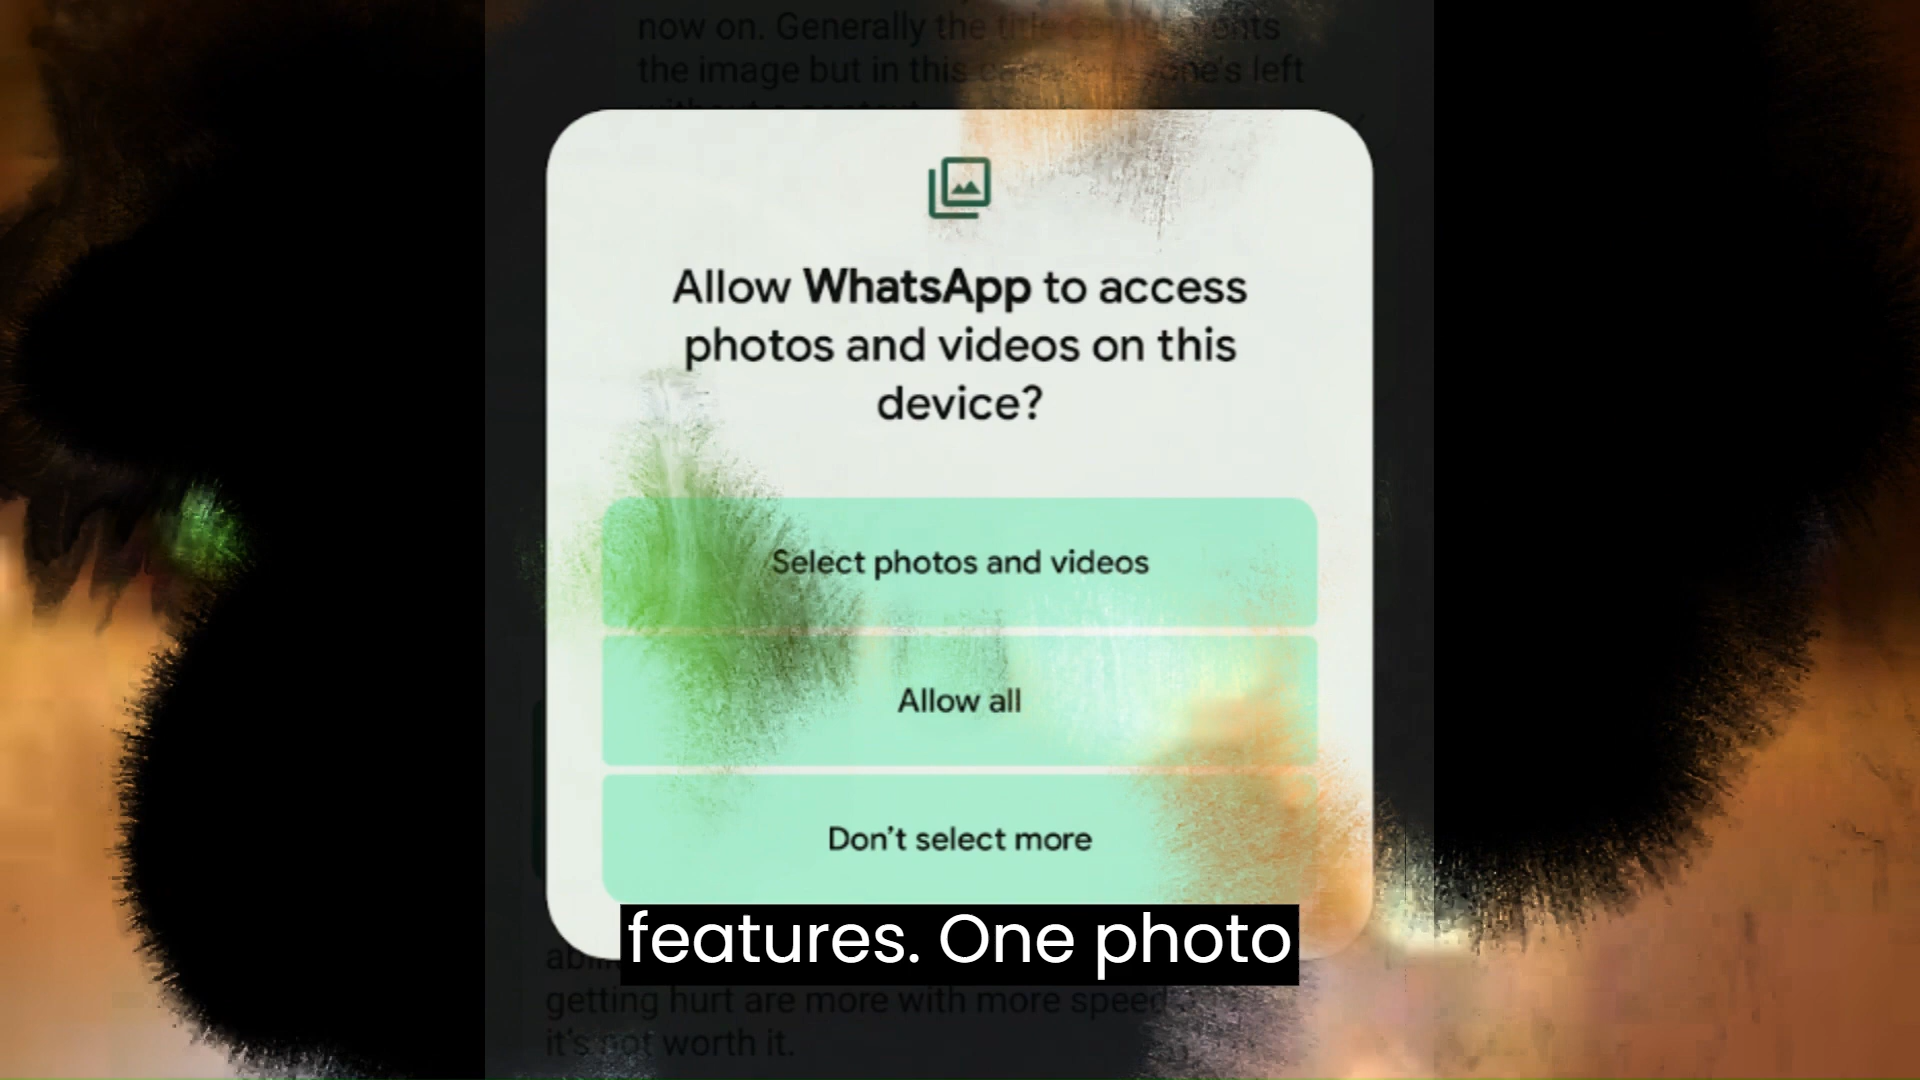 now on. Generally the title
the image but in this left
Allow WhatsApp to access
photos and videos on this
device?
Select photos and videos
Allow all
Don't select more
features. One photo
getting hurt are more with more speed
it's not worth it.